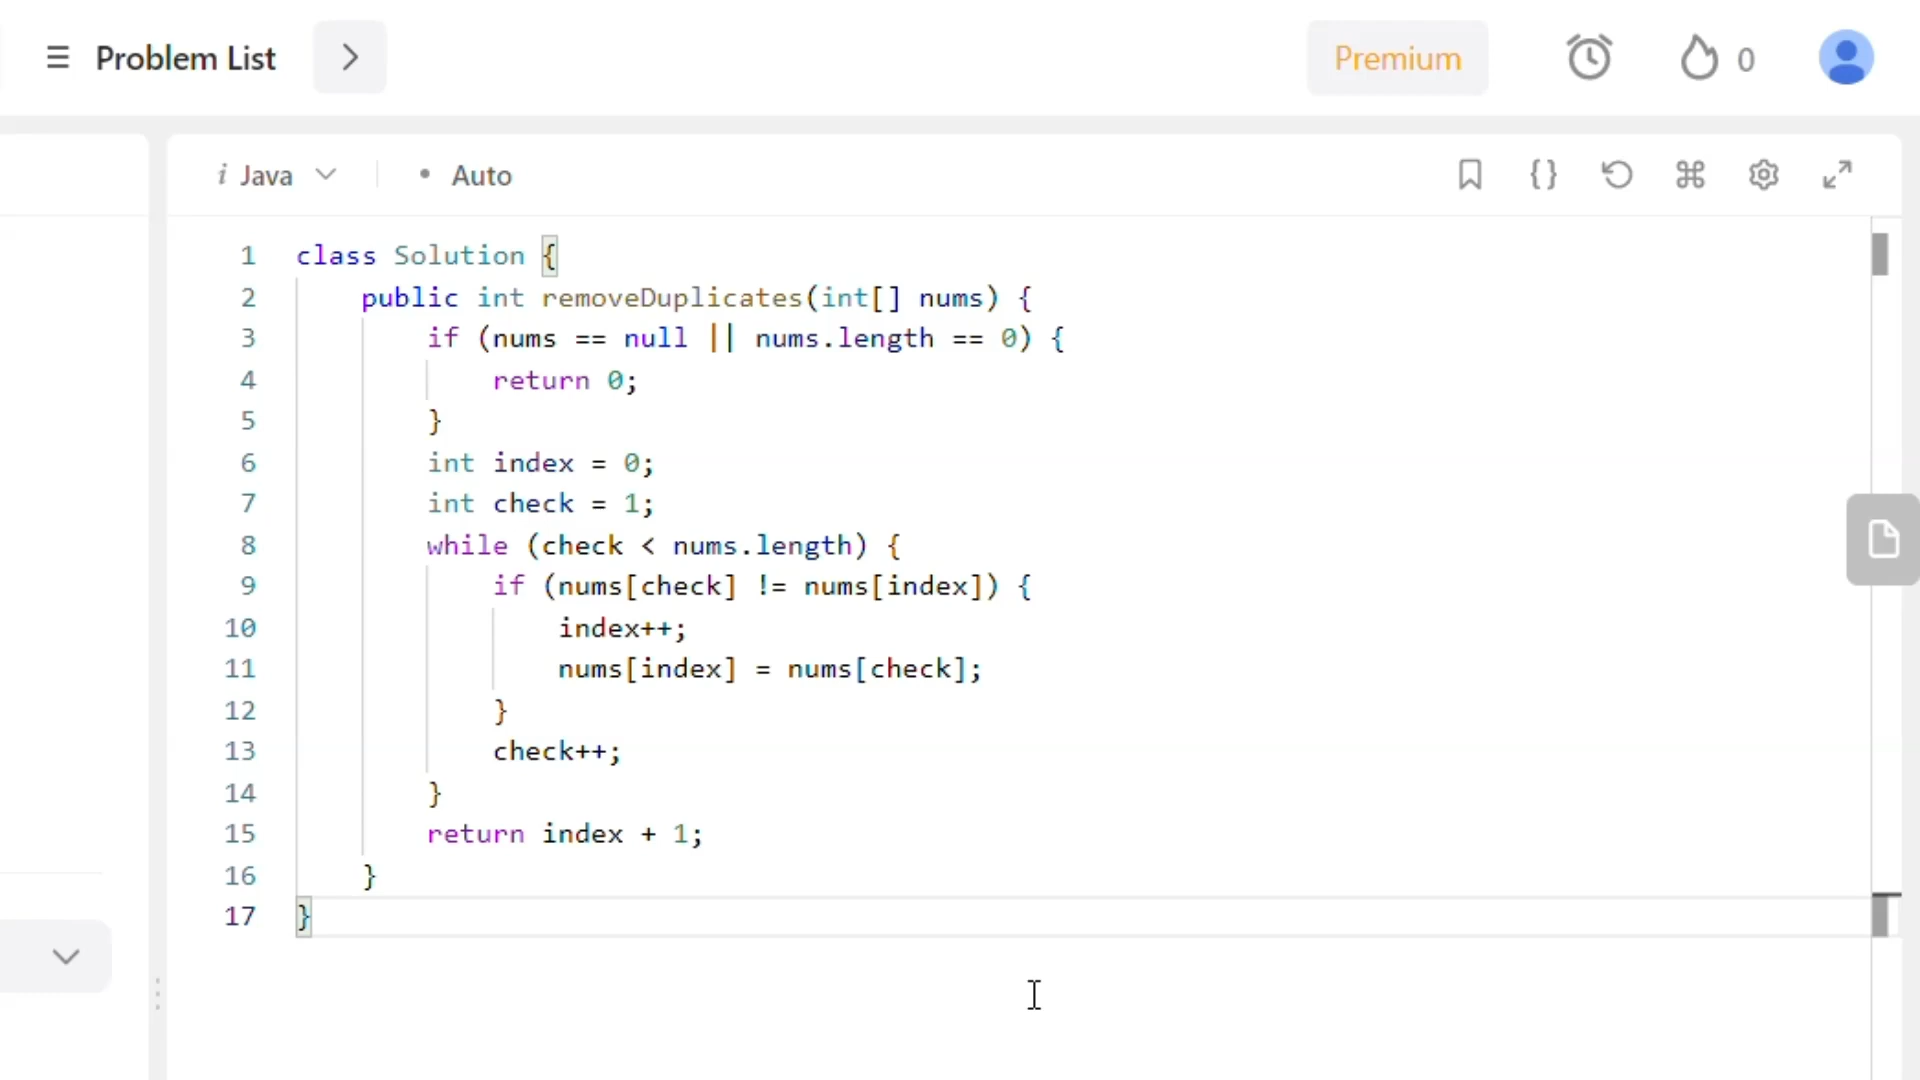 Problem List
Premium
0
i Java
• Auto
1 class Solution {
2 public int removeDuplicates(int[] nums) {
3 if (nums == null || nums.length == 0) {
4 return 0;
5 }
6 int index = 0;
7 int check = 1;
8 while (check < nums.length) {
9 if (nums[check] != nums[index]) {
10 index++;
11 nums[index] = nums[check];
12 }
13 check++;
14 }
15 return index + 1;
16 }
17 }